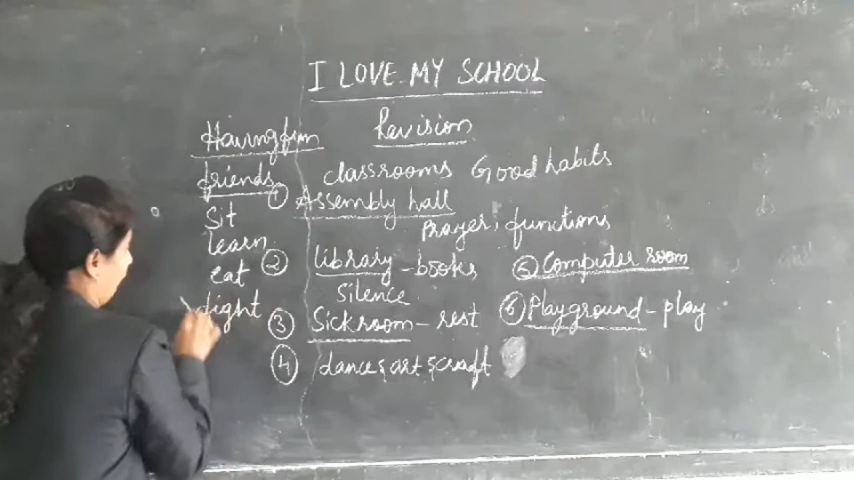 I LOVE MY SCHOOL
Revision
Having fun
friends
Sit
learn
eat
fight
classrooms Good habits
① Assembly hall
Prayer, functions
② library - books
Silence
③ Sickroom - rest
④ dance & art & craft
⑤ Computer room
⑥ Playground - play